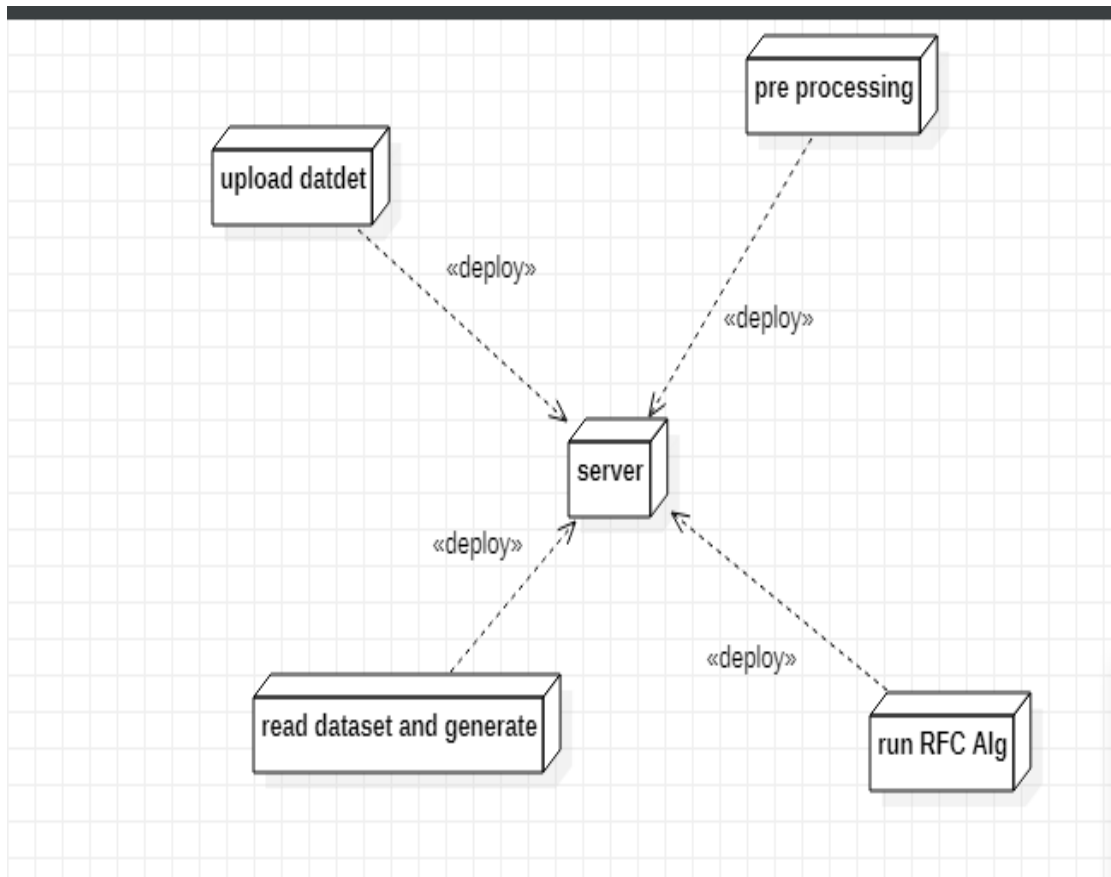 pre processing
upload datdet
«deploy»
«deploy»
server
«deploy»
«deploy»
read dataset and generate
run RFC Alg